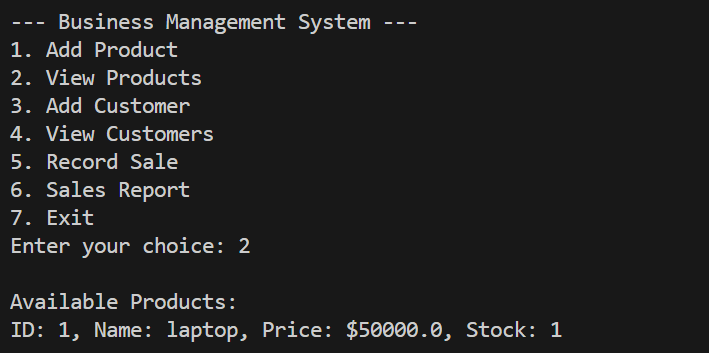 --- Business Management System ---
1. Add Product
2. View Products
3. Add Customer
4. View Customers
5. Record Sale
6. Sales Report
7. Exit
Enter your choice: 2
Available Products:
ID: 1, Name: laptop, Price: $50000.0, Stock: 1